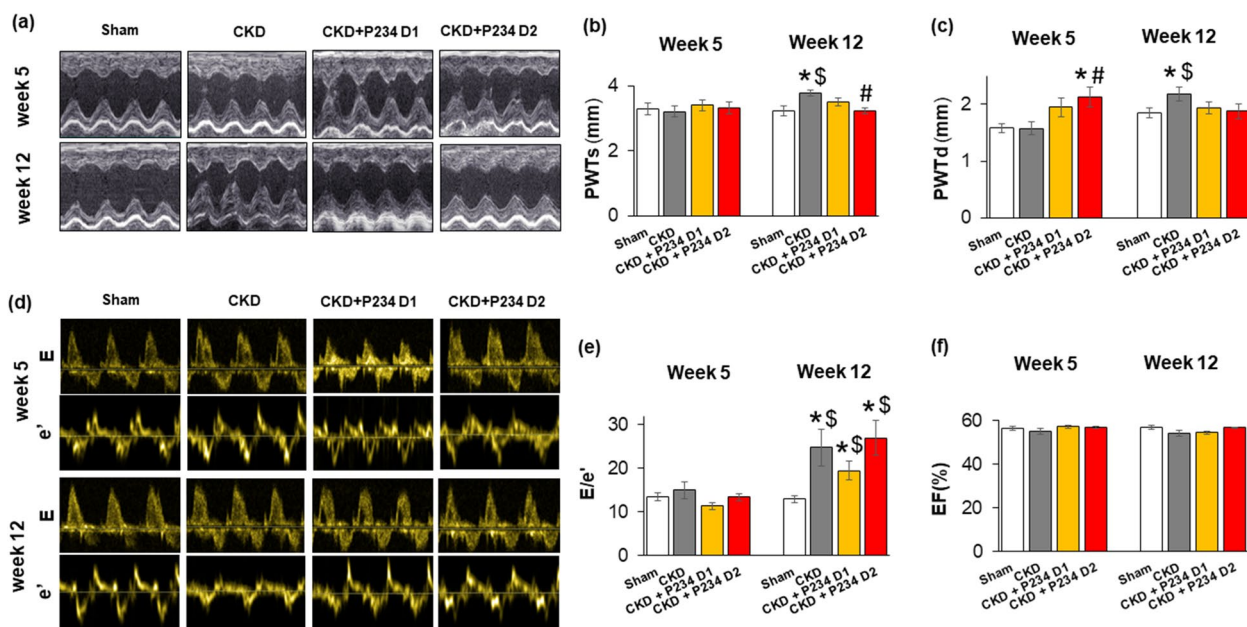 (a)
Sham CKD CKD+P234 D1 CKD+P234 D2
week 5
week 12
(b)
Week 5 Week 12
PWTs (mm)
4
2
0
* $
#
Sham CKD CKD + P234 D1 CKD + P234 D2
Sham CKD CKD + P234 D1 CKD + P234 D2
(c)
Week 5 Week 12
PWTd (mm)
2
1
0
* #
* $
Sham CKD CKD + P234 D1 CKD + P234 D2
Sham CKD CKD + P234 D1 CKD + P234 D2
(d)
Sham CKD CKD+P234 D1 CKD+P234 D2
week 5
E
e'
week 12
E
e'
(e)
Week 5 Week 12
E/e'
30
20
10
0
* $
* $
* $
Sham CKD CKD + P234 D1 CKD + P234 D2
Sham CKD CKD + P234 D1 CKD + P234 D2
(f)
Week 5 Week 12
EF(%)
60
40
20
0
Sham CKD CKD + P234 D1 CKD + P234 D2
Sham CKD CKD + P234 D1 CKD + P234 D2